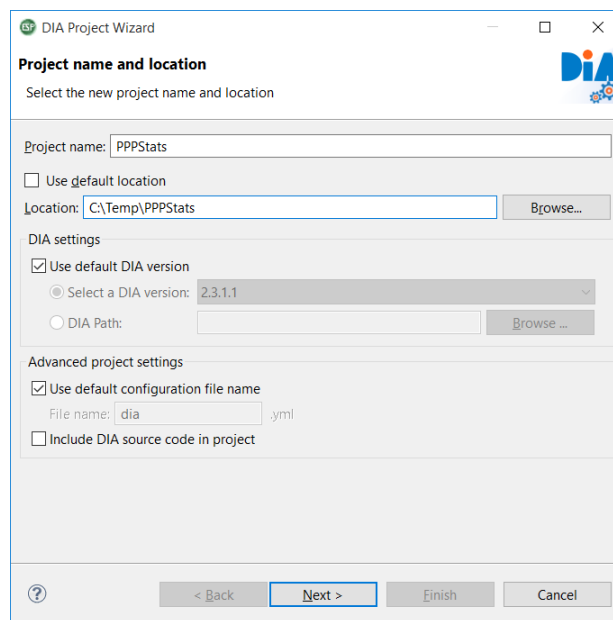 ESP DIA Project Wizard
Project name and location
Select the new project name and location
DiA
Project name: PPPStats
Use default location
Location: C:\Temp\PPPStats Browse...
DIA settings
Use default DIA version
Select a DIA version: 2.3.1.1
DIA Path: Browse ...
Advanced project settings
Use default configuration file name
File name: dia .yml
Include DIA source code in project
? < Back Next > Finish Cancel